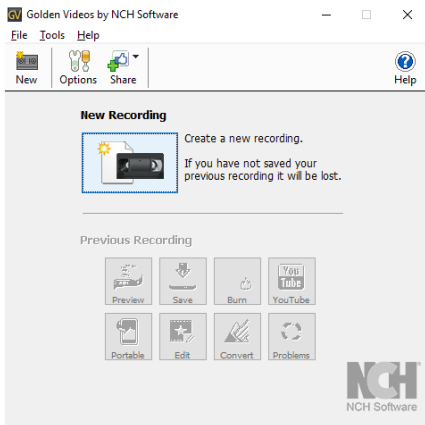 GV Golden Videos by NCH Software
File Tools Help
New Options Share Help
New Recording
Create a new recording.
If you have not saved your
previous recording it will be lost.
Previous Recording
You
Tube
Preview Save Burn YouTube
Portable Edit Convert Problems
NCH
NCH Software